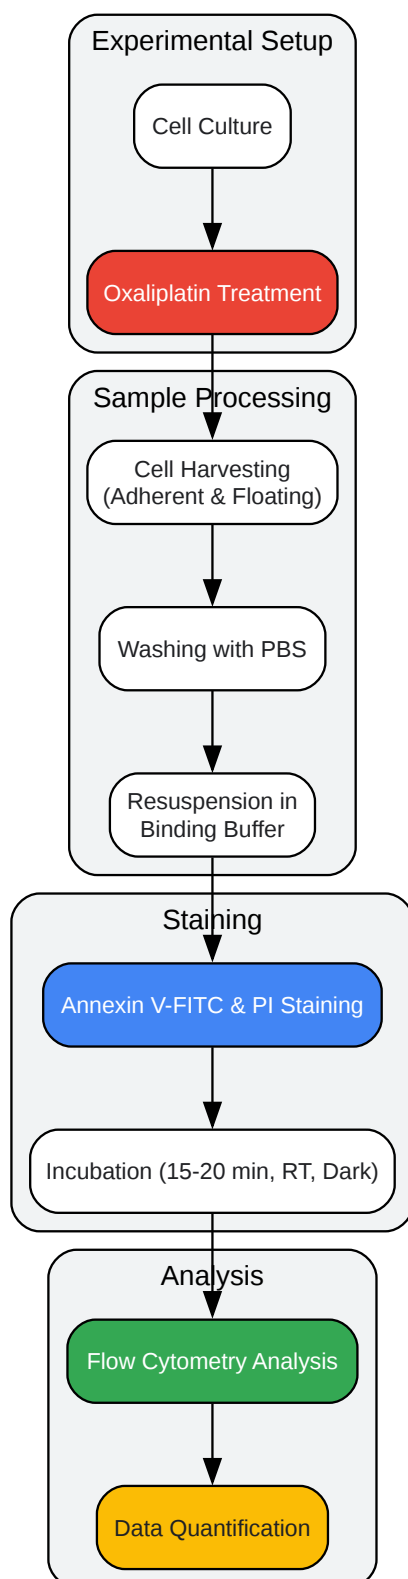 Experimental Setup
Cell Culture
Oxaliplatin Treatment
Sample Processing
Cell Harvesting
(Adherent & Floating)
Washing with PBS
Resuspension in
Binding Buffer
Staining
Annexin V-FITC & PI Staining
Incubation (15-20 min, RT, Dark)
Analysis
Flow Cytometry Analysis
Data Quantification